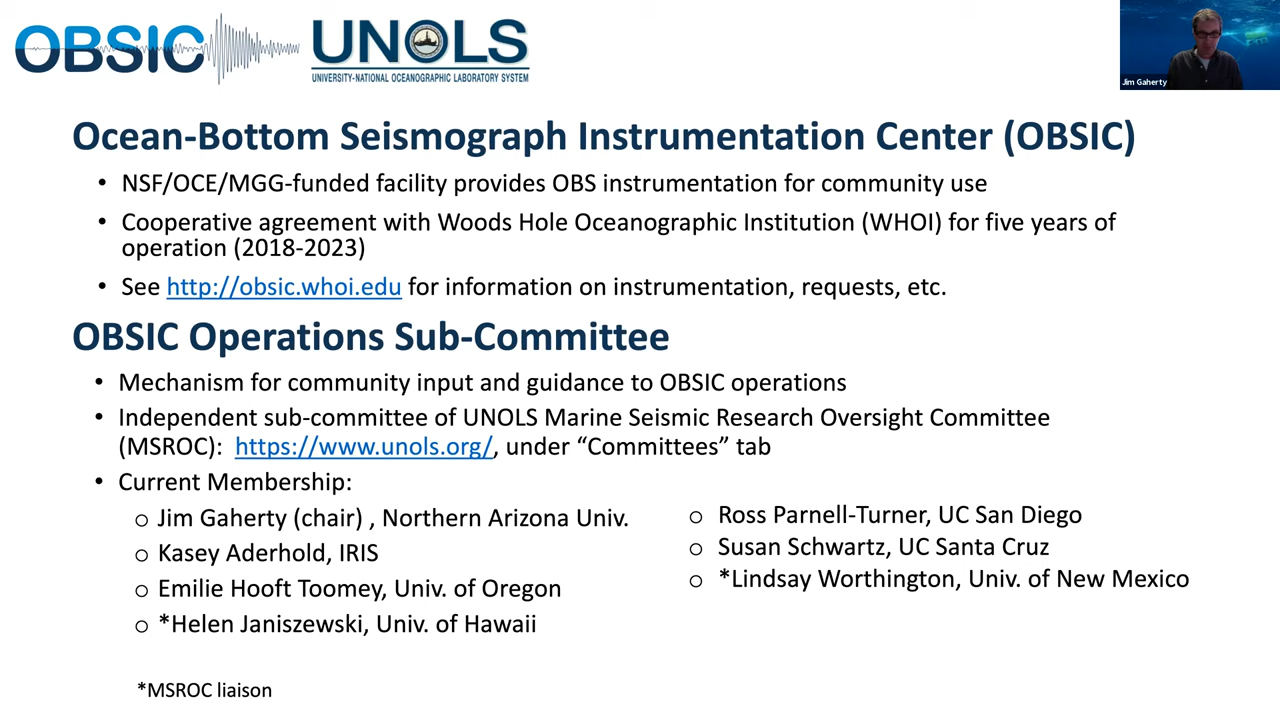 OBSIC
UNOLS
UNIVERSITY-NATIONAL OCEANOGRAPHIC LABORATORY SYSTEM
Jim Gaherty
Ocean-Bottom Seismograph Instrumentation Center (OBSIC)
• NSF/OCE/MGG-funded facility provides OBS instrumentation for community use
• Cooperative agreement with Woods Hole Oceanographic Institution (WHOI) for five years of
operation (2018-2023)
• See http://obsic.whoi.edu for information on instrumentation, requests, etc.
OBSIC Operations Sub-Committee
• Mechanism for community input and guidance to OBSIC operations
• Independent sub-committee of UNOLS Marine Seismic Research Oversight Committee
(MSROC): https://www.unols.org/, under “Committees” tab
• Current Membership:
o Jim Gaherty (chair) , Northern Arizona Univ.
o Kasey Aderhold, IRIS
o Emilie Hooft Toomey, Univ. of Oregon
o *Helen Janiszewski, Univ. of Hawaii
o Ross Parnell-Turner, UC San Diego
o Susan Schwartz, UC Santa Cruz
o *Lindsay Worthington, Univ. of New Mexico
*MSROC liaison